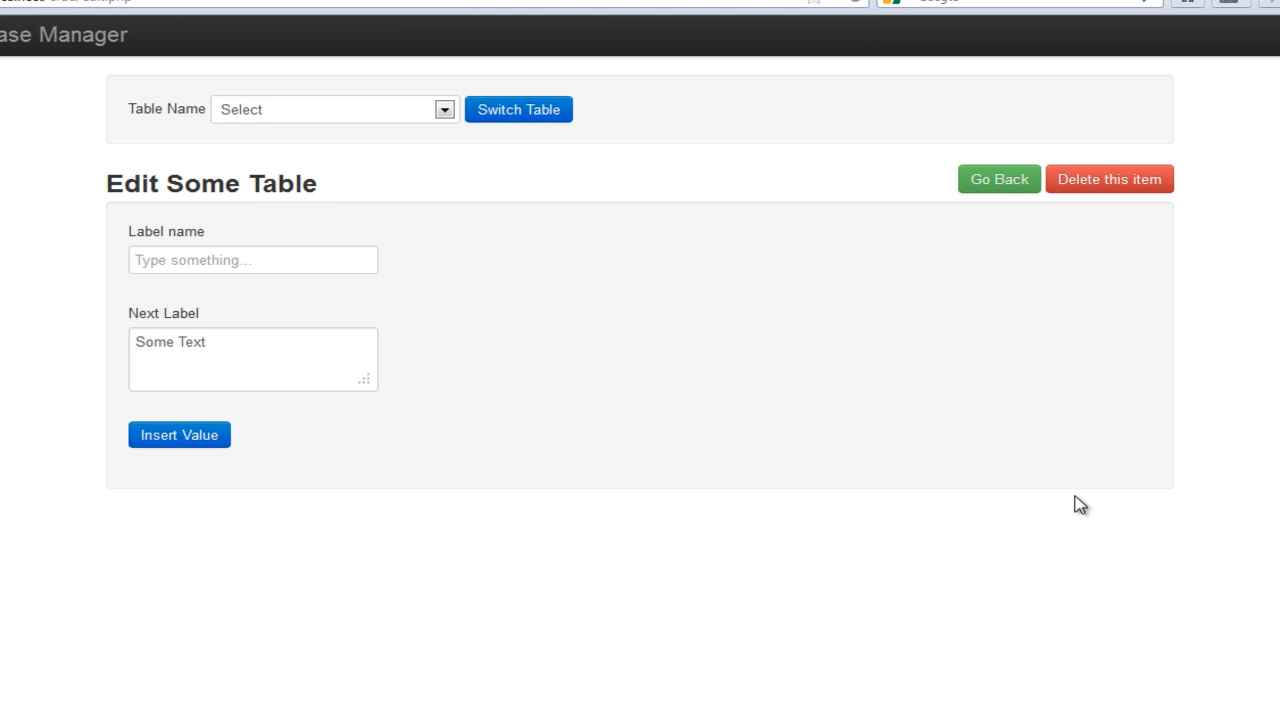 ase Manager
Table Name Select Switch Table
Edit Some Table
Go Back Delete this item
Label name
Type something...
Next Label
Some Text
Insert Value